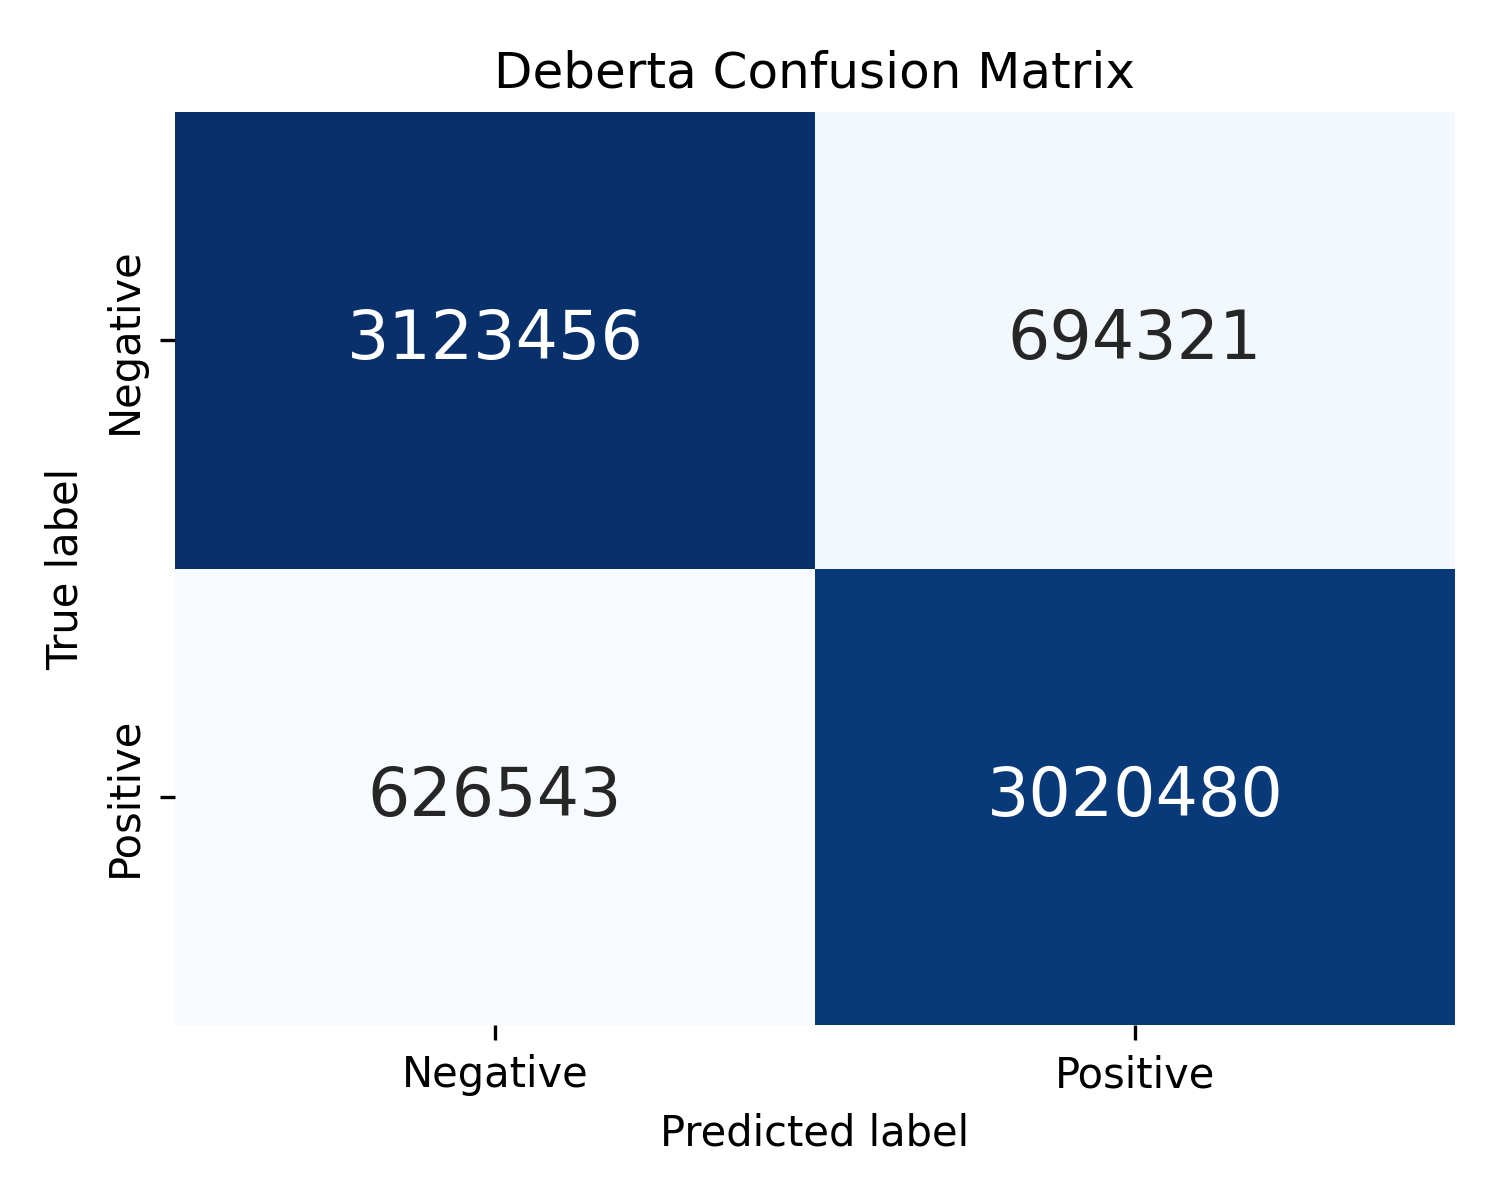 Deberta Confusion Matrix
True label
Negative
3123456
694321
Positive
626543
3020480
Negative
Positive
Predicted label